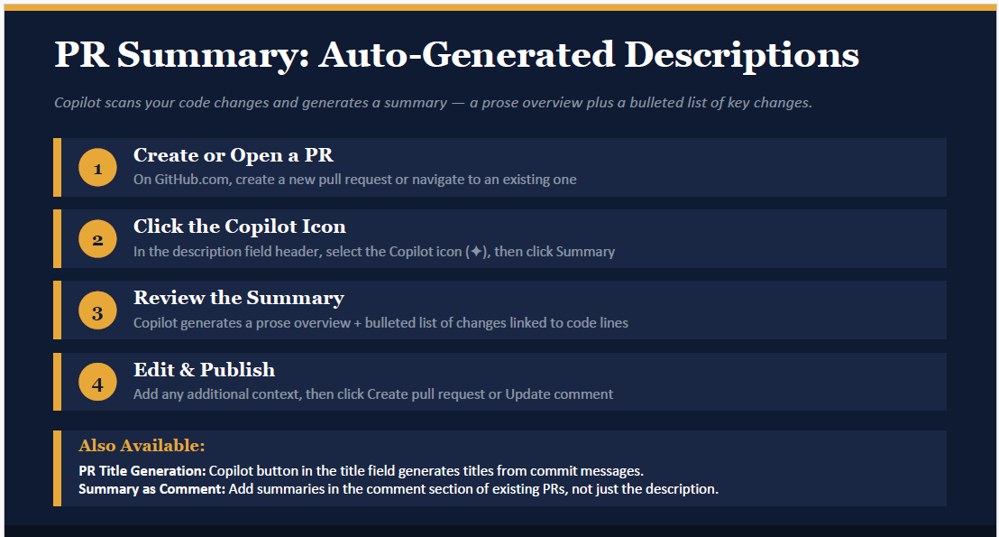 PR Summary: Auto-Generated Descriptions
Copilot scans your code changes and generates a summary — a prose overview plus a bulleted list of key changes.
1
Create or Open a PR
On GitHub.com, create a new pull request or navigate to an existing one
2
Click the Copilot Icon
In the description field header, select the Copilot icon (✦), then click Summary
3
Review the Summary
Copilot generates a prose overview + bulleted list of changes linked to code lines
4
Edit & Publish
Add any additional context, then click Create pull request or Update comment
Also Available:
PR Title Generation: Copilot button in the title field generates titles from commit messages.
Summary as Comment: Add summaries in the comment section of existing PRs, not just the description.